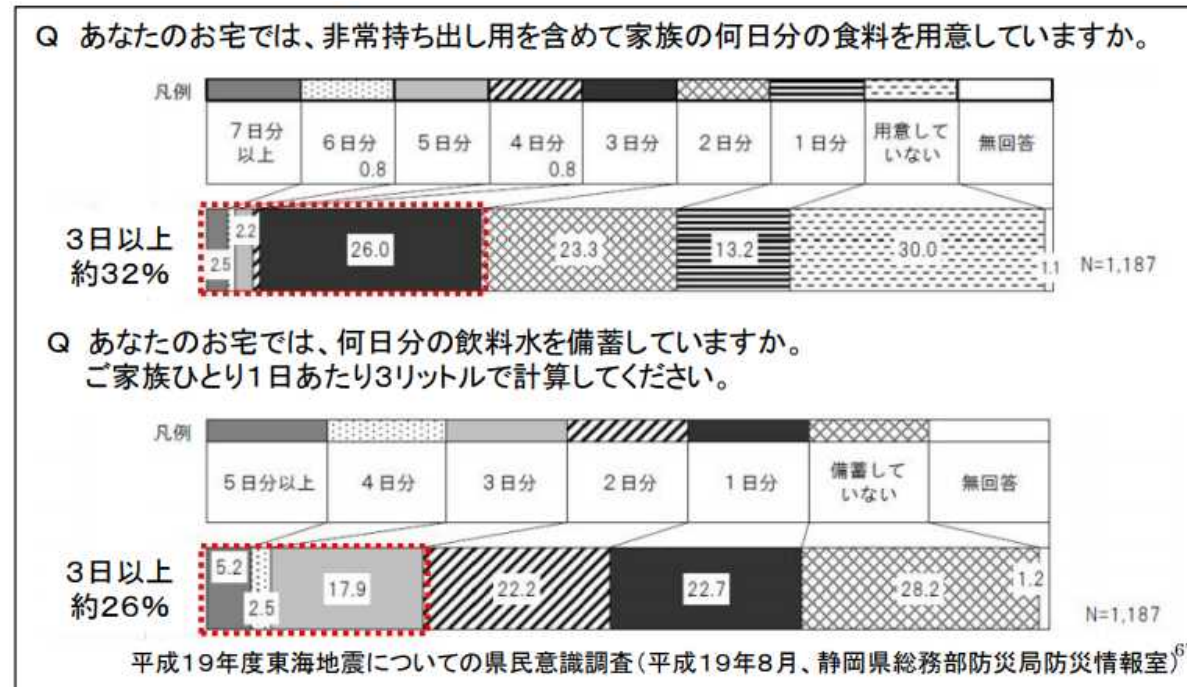 Q あなたのお宅では、非常持ち出し用を含めて家族の何日分の食料を用意していますか。
凡例
7日分以上 6日分 0.8 5日分 4日分 0.8 3日分 2日分 1日分 用意していない 無回答
3日以上
約32%
2.5 2.2 26.0 23.3 13.2 30.0 1.1 N=1,187
Q あなたのお宅では、何日分の飲料水を備蓄していますか。
ご家族ひとり1日あたり3リットルで計算してください。
凡例
5日分以上 4日分 3日分 2日分 1日分 備蓄していない 無回答
3日以上
約26%
5.2 2.5 17.9 22.2 22.7 28.2 1.2 N=1,187
平成19年度東海地震についての県民意識調査(平成19年8月、静岡県総務部防災局防災情報室)